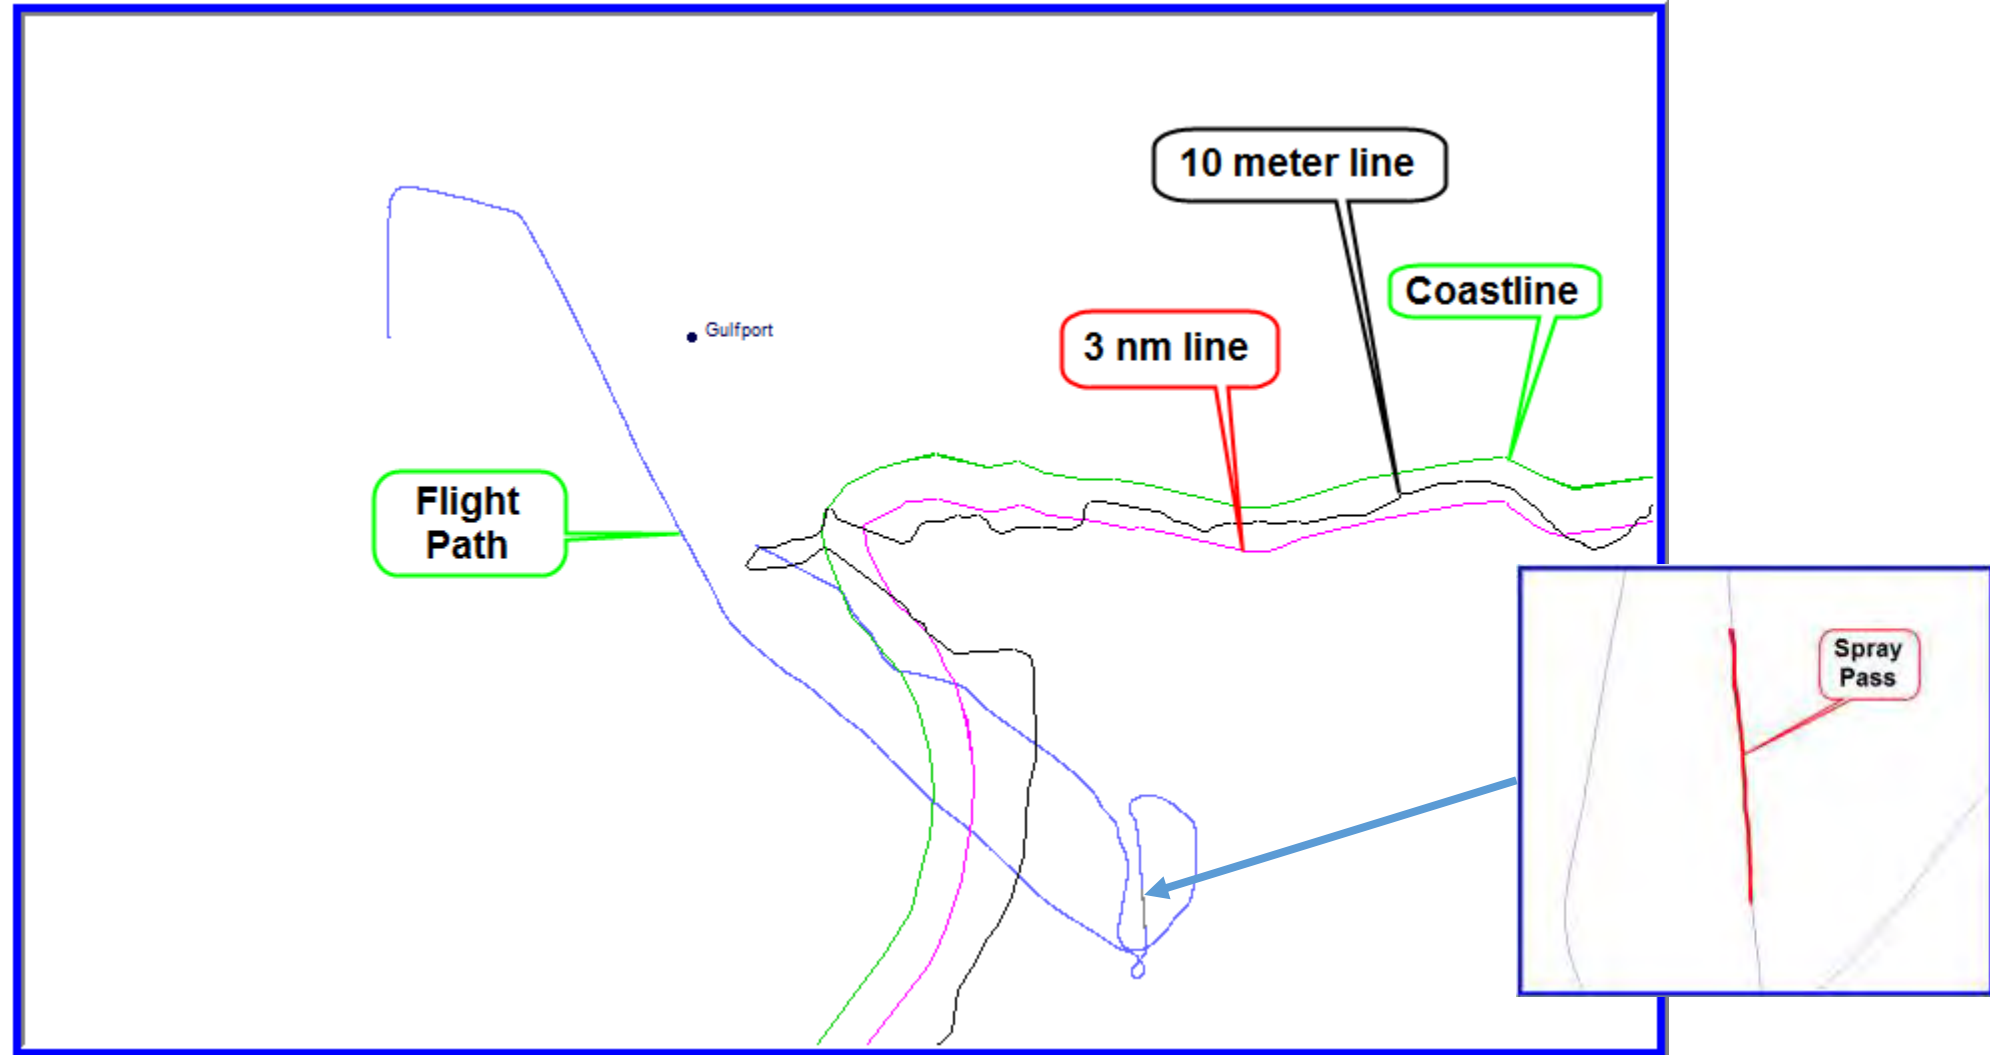 10 meter line
Coastline
3 nm line
Gulfport
Flight
Path
Spray
Pass